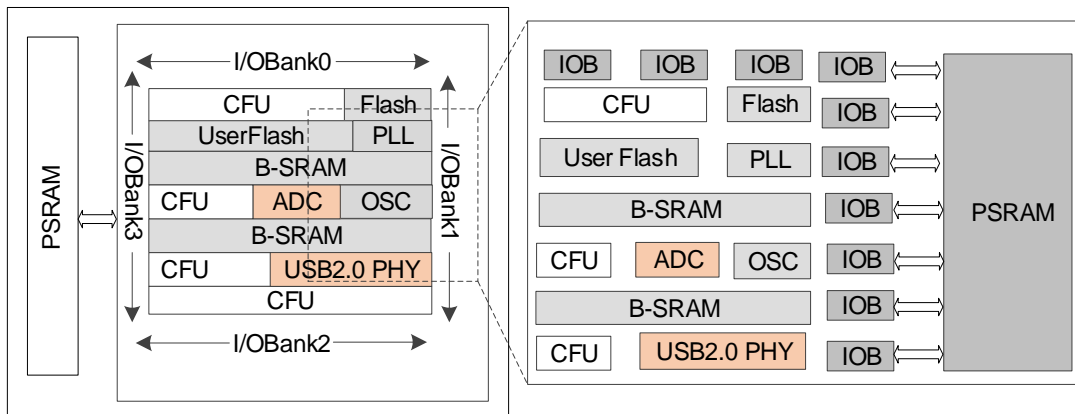 I/OBank0
CFU
Flash
UserFlash
PLL
B-SRAM
CFU
ADC
OSC
B-SRAM
CFU
USB2.0 PHY
CFU
I/OBank2
I/OBank3
I/OBank1
PSRAM
IOB
IOB
IOB
IOB
CFU
Flash
IOB
User Flash
PLL
IOB
B-SRAM
IOB
CFU
ADC
OSC
IOB
B-SRAM
IOB
CFU
USB2.0 PHY
IOB
PSRAM